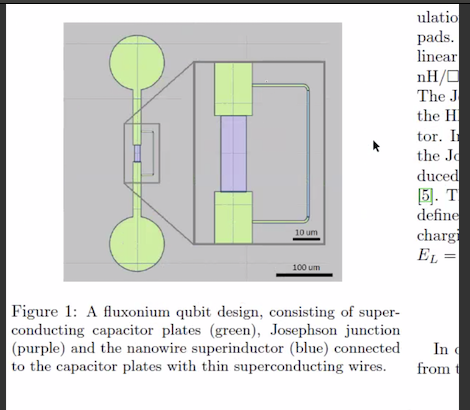 10 um
100 um
Figure 1: A fluxonium qubit design, consisting of super-
conducting capacitor plates (green), Josephson junction
(purple) and the nanowire superinductor (blue) connected
to the capacitor plates with thin superconducting wires.
ulatio
pads.
linear
nH/□
The J
the H
tor. I
the Jo
duced
[5]. T
define
chargi
E_L =
In
from